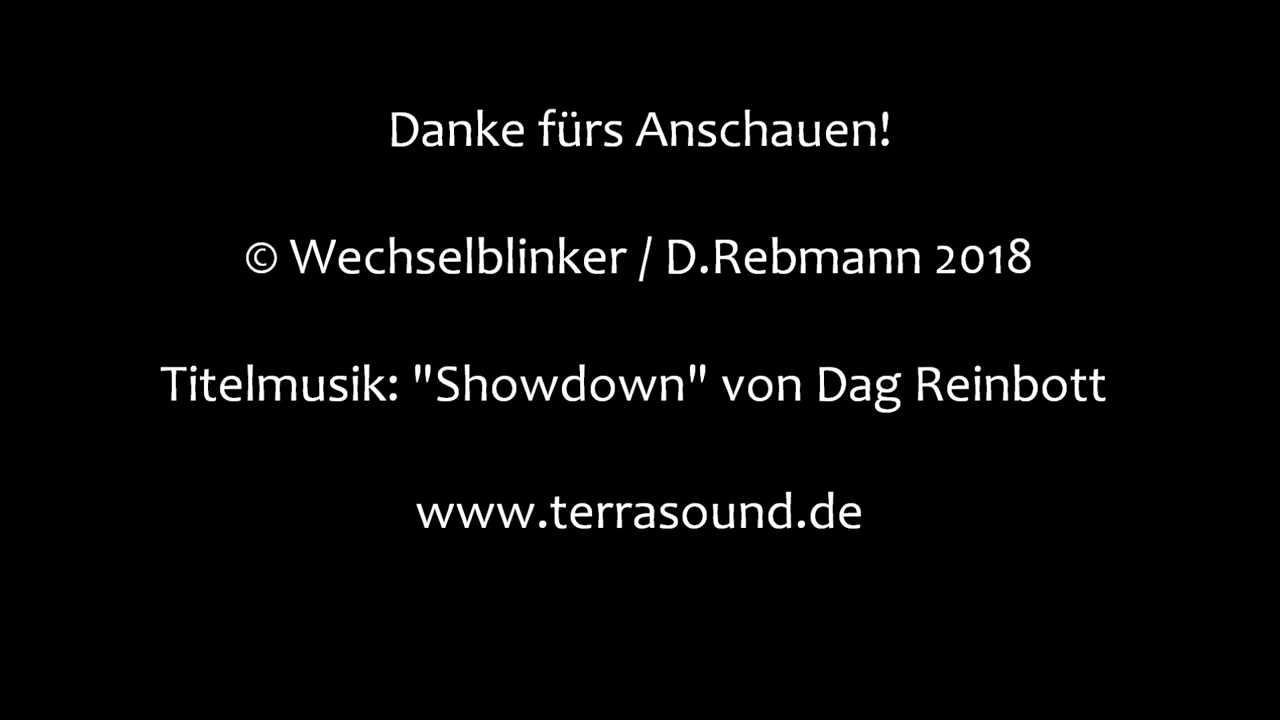 Danke fürs Anschauen!
© Wechselblinker / D.Rebmann 2018
Titelmusik: "Showdown" von Dag Reinbott
www.terrasound.de